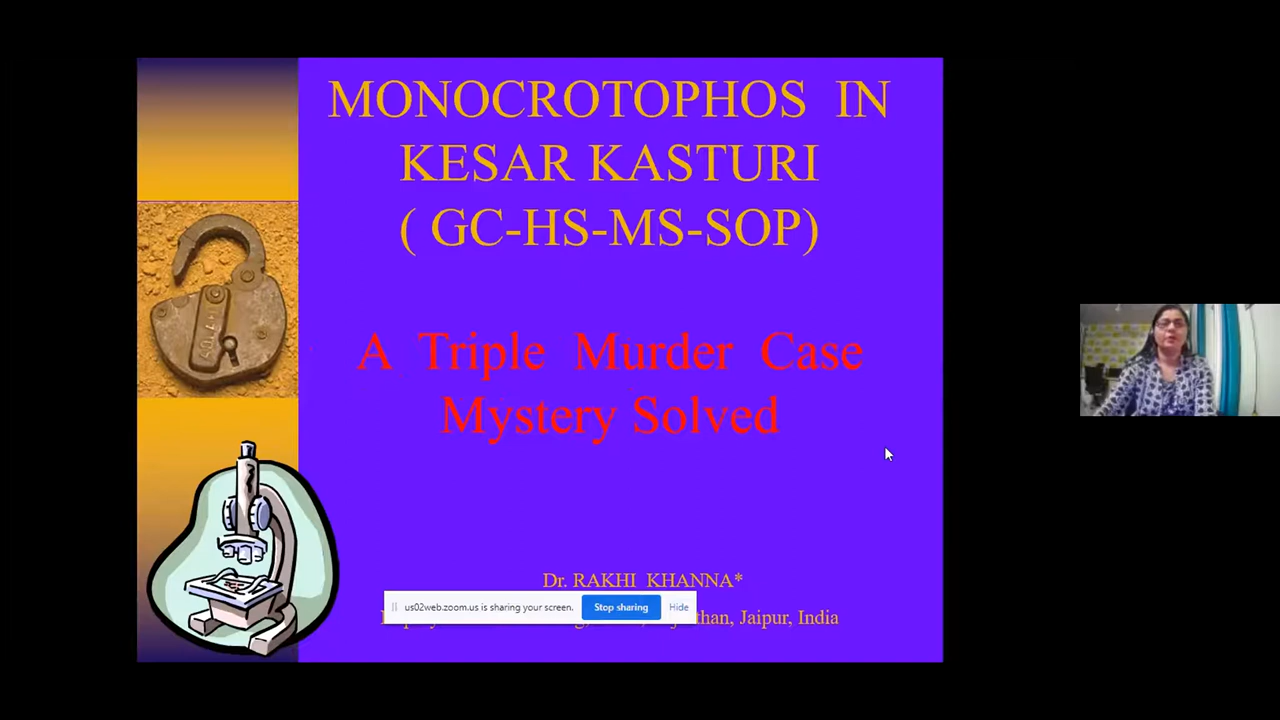 MONOCROTOPHOS IN
KESAR KASTURI
( GC-HS-MS-SOP)
A Triple Murder Case
Mystery Solved
Dr. RAKHI KHANNA*
us02web.zoom.us is sharing your screen. Stop sharing Hide
Jaipur, India